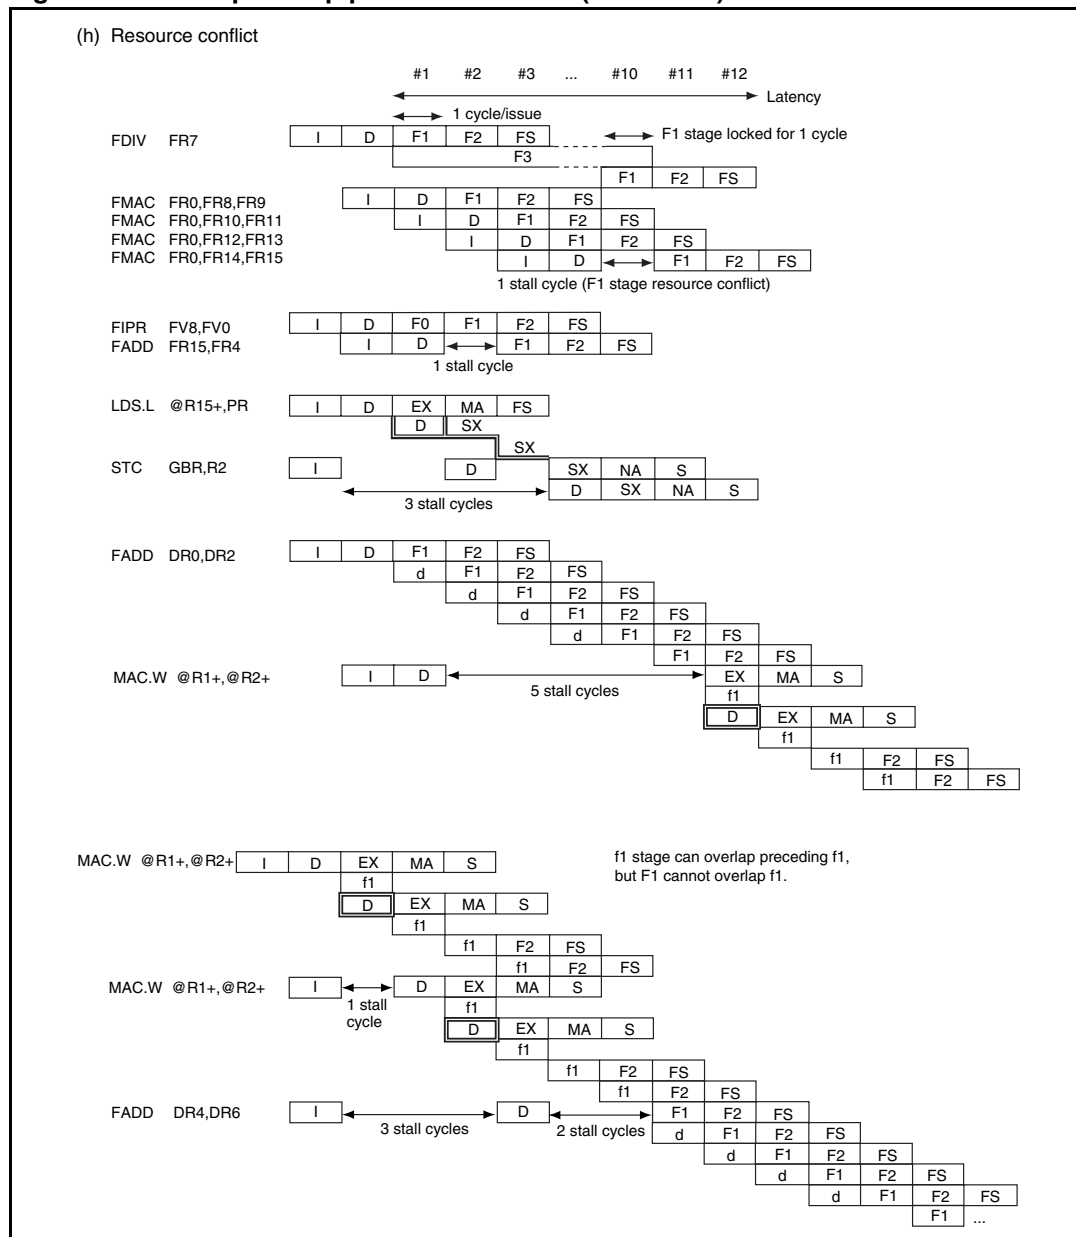 (h) Resource conflict
#1 #2 #3 ... #10 #11 #12
Latency
1 cycle/issue
F1 stage locked for 1 cycle
FDIV FR7 I D F1 F2 FS
F3
F1 F2 FS
FMAC FR0,FR8,FR9 I D F1 F2 FS
FMAC FR0,FR10,FR11 I D F1 F2 FS
FMAC FR0,FR12,FR13 I D F1 F2 FS
FMAC FR0,FR14,FR15 I D F1 F2 FS
1 stall cycle (F1 stage resource conflict)
FIPR FV8,FV0 I D F0 F1 F2 FS
FADD FR15,FR4 I D F1 F2 FS
1 stall cycle
LDS.L @R15+,PR I D EX MA FS
D SX
SX
STC GBR,R2 I D SX NA S
D SX NA S
3 stall cycles
FADD DR0,DR2 I D F1 F2 FS
d F1 F2 FS
d F1 F2 FS
d F1 F2 FS
d F1 F2 FS
F1 F2 FS
MAC.W @R1+,@R2+ I D EX MA S
5 stall cycles
f1
D EX MA S
f1
f1 F2 FS
f1 F2 FS
MAC.W @R1+,@R2+ I D EX MA S
f1 stage can overlap preceding f1,
but F1 cannot overlap f1.
f1
D EX MA S
f1
f1 F2 FS
f1 F2 FS
MAC.W @R1+,@R2+ I D EX MA S
1 stall
cycle
f1
D EX MA S
f1
f1 F2 FS
f1 F2 FS
FADD DR4,DR6 I D F1 F2 FS
3 stall cycles 2 stall cycles
d F1 F2 FS
d F1 F2 FS
d F1 F2 FS
d F1 F2 FS
F1 ...